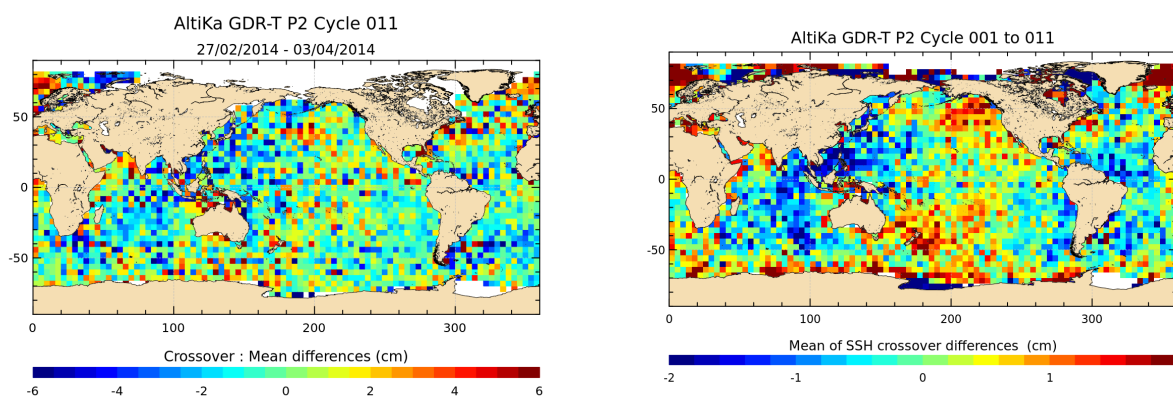 AltiKa GDR-T P2 Cycle 011
27/02/2014 - 03/04/2014
50
0
-50
0 100 200 300
Crossover : Mean differences (cm)
-6 -4 -2 0 2 4 6
AltiKa GDR-T P2 Cycle 001 to 011
50
0
-50
0 100 200 300
Mean of SSH crossover differences (cm)
-2 -1 0 1